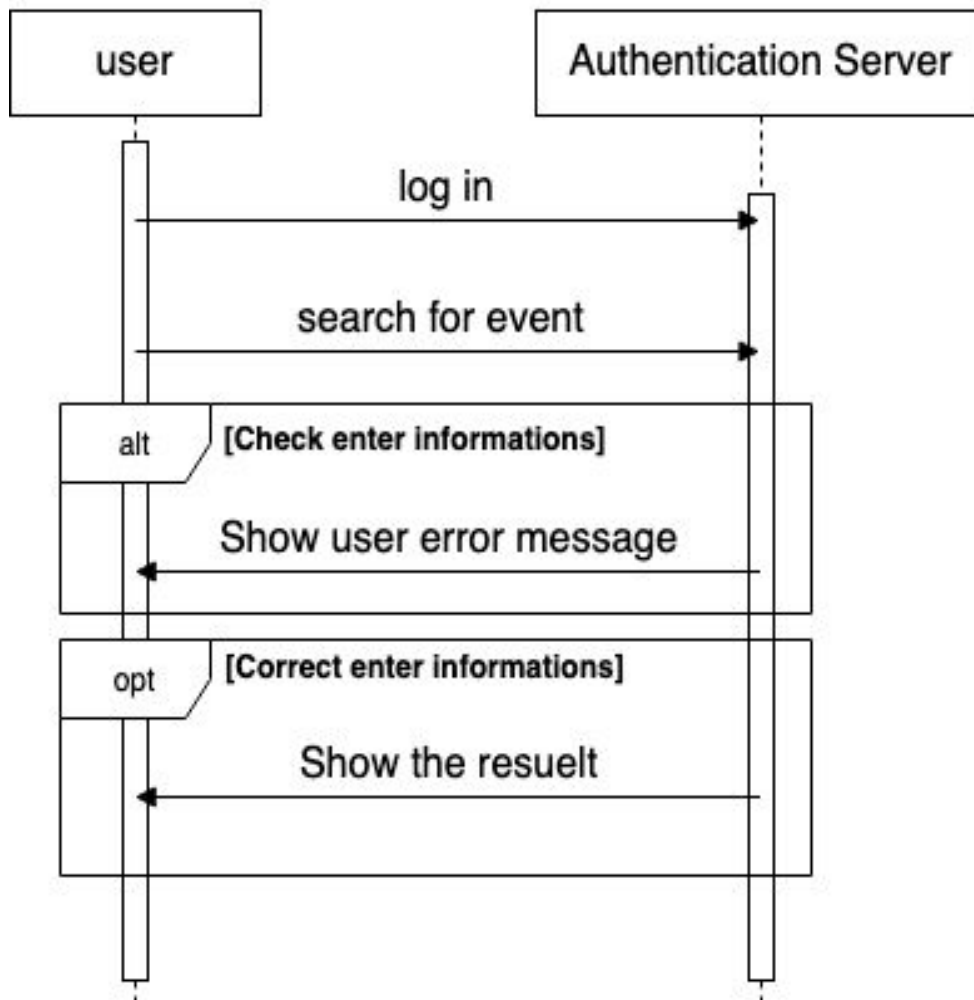 user
Authentication Server
log in
search for event
alt
[Check enter informations]
Show user error message
opt
[Correct enter informations]
Show the resuelt